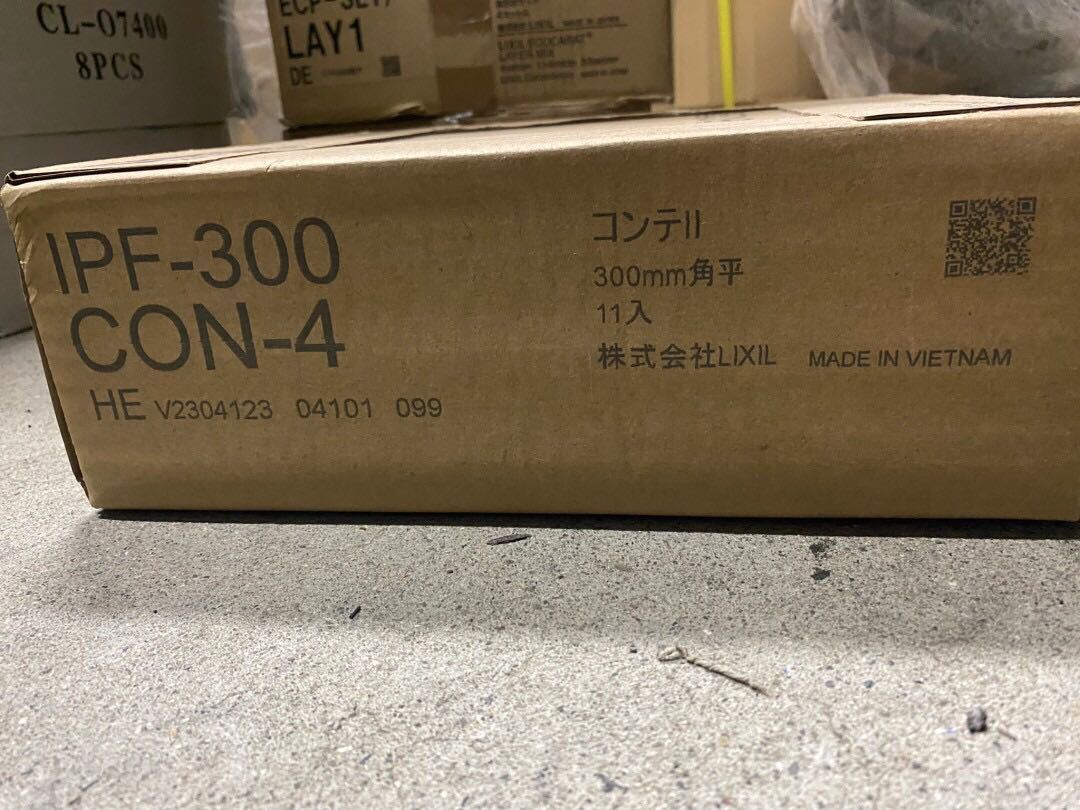 CL-O7400
8PCS
LAY1
DE
IPF-300
CON-4
HE V2304123 04101 099
コンテII
300mm角平
11入
株式会社LIXIL MADE IN VIETNAM